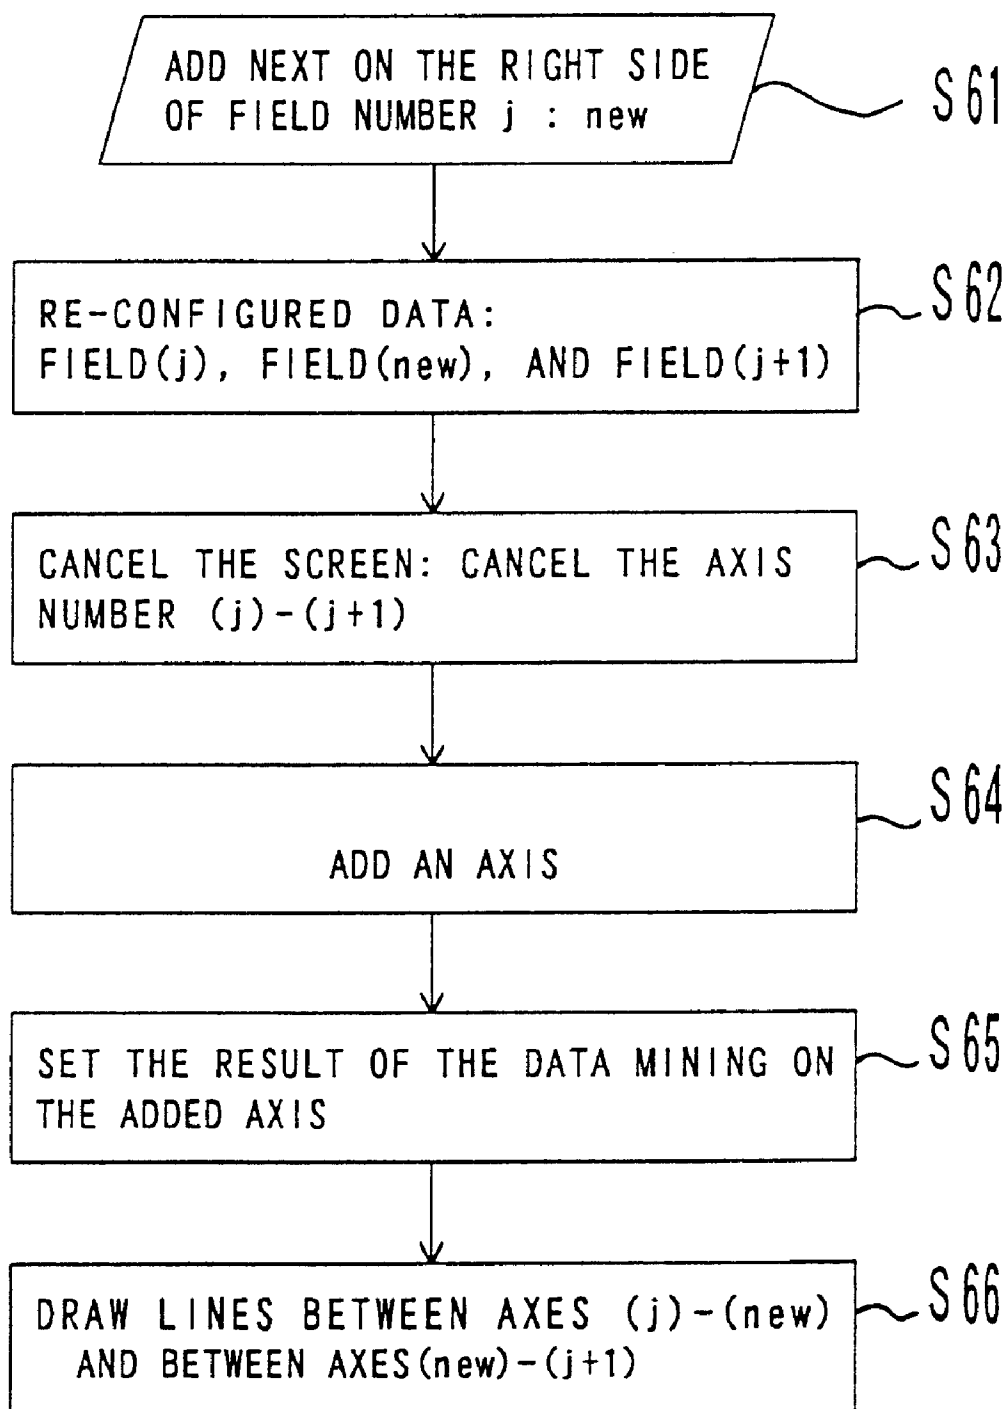 ADD NEXT ON THE RIGHT SIDE
OF FIELD NUMBER j : new
S61
RE-CONFIGURED DATA:
FIELD(j), FIELD(new), AND FIELD(j+1)
S62
CANCEL THE SCREEN: CANCEL THE AXIS
NUMBER (j)-(j+1)
S63
ADD AN AXIS
S64
SET THE RESULT OF THE DATA MINING ON
THE ADDED AXIS
S65
DRAW LINES BETWEEN AXES (j)-(new)
AND BETWEEN AXES(new)-(j+1)
S66